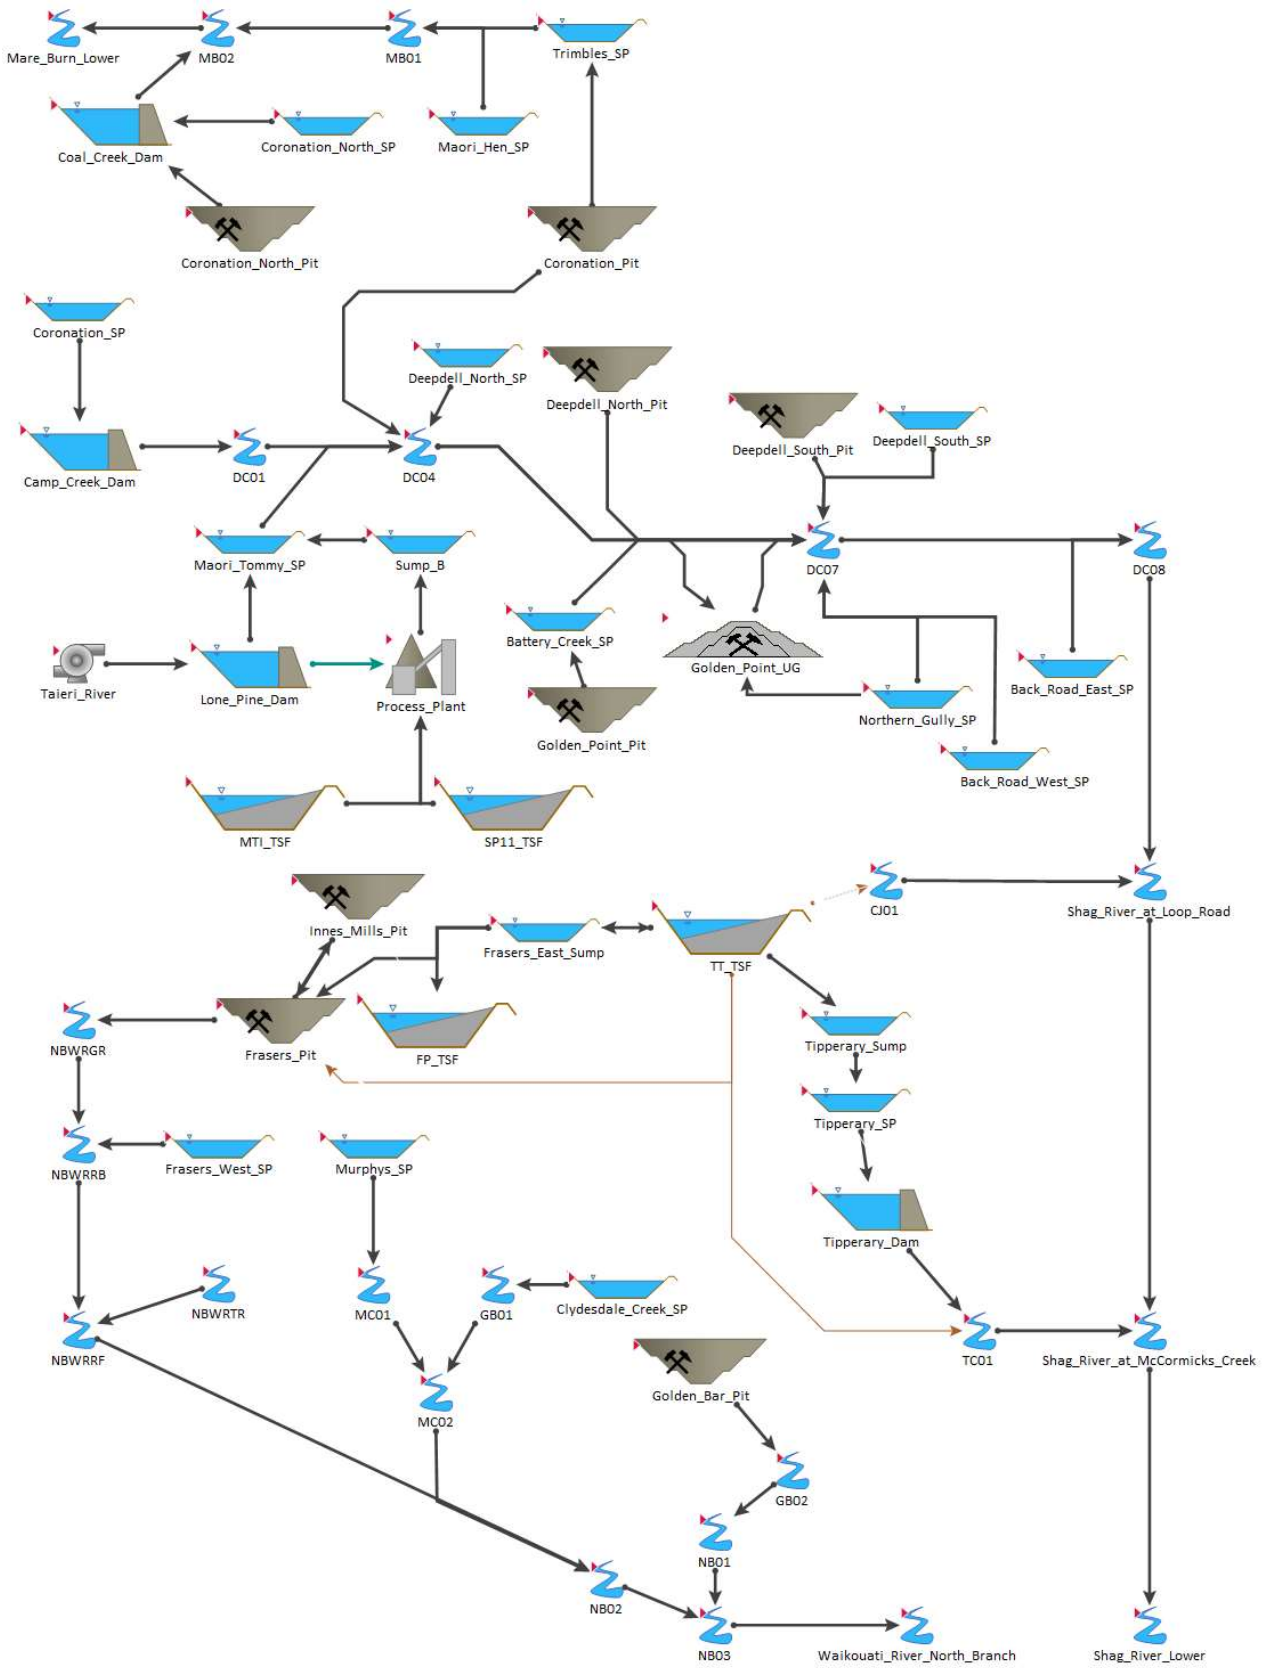 Mare_Burn_Lower
MB02
MB01
Trimbles_SP
Coal_Creek_Dam
Coronation_North_SP
Maori_Hen_SP
Coronation_North_Pit
Coronation_Pit
Coronation_SP
Deepdell_North_SP
Deepdell_North_Pit
Deepdell_South_Pit
Deepdell_South_SP
Camp_Creek_Dam
DC01
DC04
Maori_Tommy_SP
Sump_B
DC07
DC08
Battery_Creek_SP
Golden_Point_UG
Taieri_River
Lone_Pine_Dam
Process_Plant
Back_Road_East_SP
Northern_Gully_SP
Golden_Point_Pit
Back_Road_West_SP
MTI_TSF
SP11_TSF
CJ01
Shag_River_at_Loop_Road
Innes_Mills_Pit
Frasers_East_Sump
TT_TSF
NBWRGR
Frasers_Pit
FP_TSF
Tipperary_Sump
Tipperary_SP
NBWRRB
Frasers_West_SP
Murphys_SP
Tipperary_Dam
NBWRTR
MC01
GB01
Clydesdale_Creek_SP
NBWRRF
TC01
Shag_River_at_McCormicks_Creek
Golden_Bar_Pit
MC02
GB02
NB01
NB02
NB03
Waikouati_River_North_Branch
Shag_River_Lower